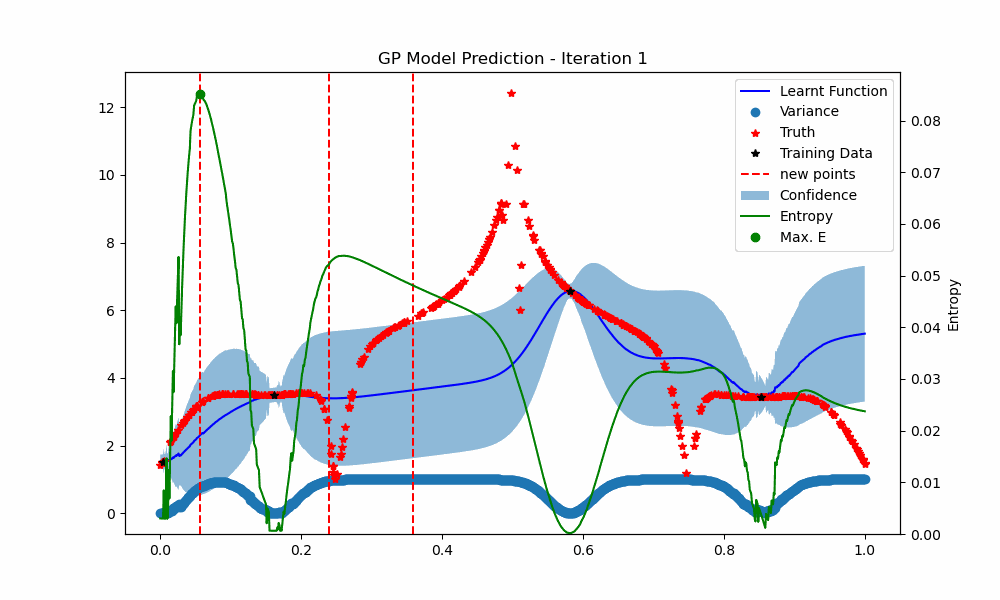 GP Model Prediction - Iteration 1
Learnt Function
Variance
Truth
Training Data
new points
Confidence
Entropy
Max. E
12
10
8
6
4
2
0
0.08
0.07
0.06
0.05
0.04
0.03
0.02
0.01
0.00
Entropy
0.0 0.2 0.4 0.6 0.8 1.0